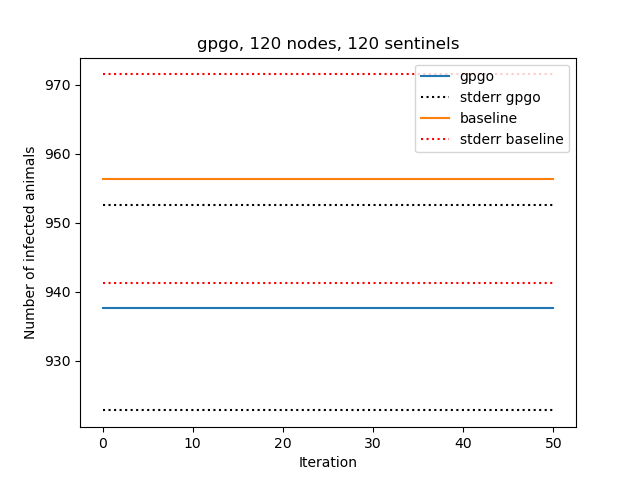 gpgo, 120 nodes, 120 sentinels
gpgo
stderr gpgo
baseline
stderr baseline
970
960
950
940
930
Number of infected animals
0 10 20 30 40 50
Iteration